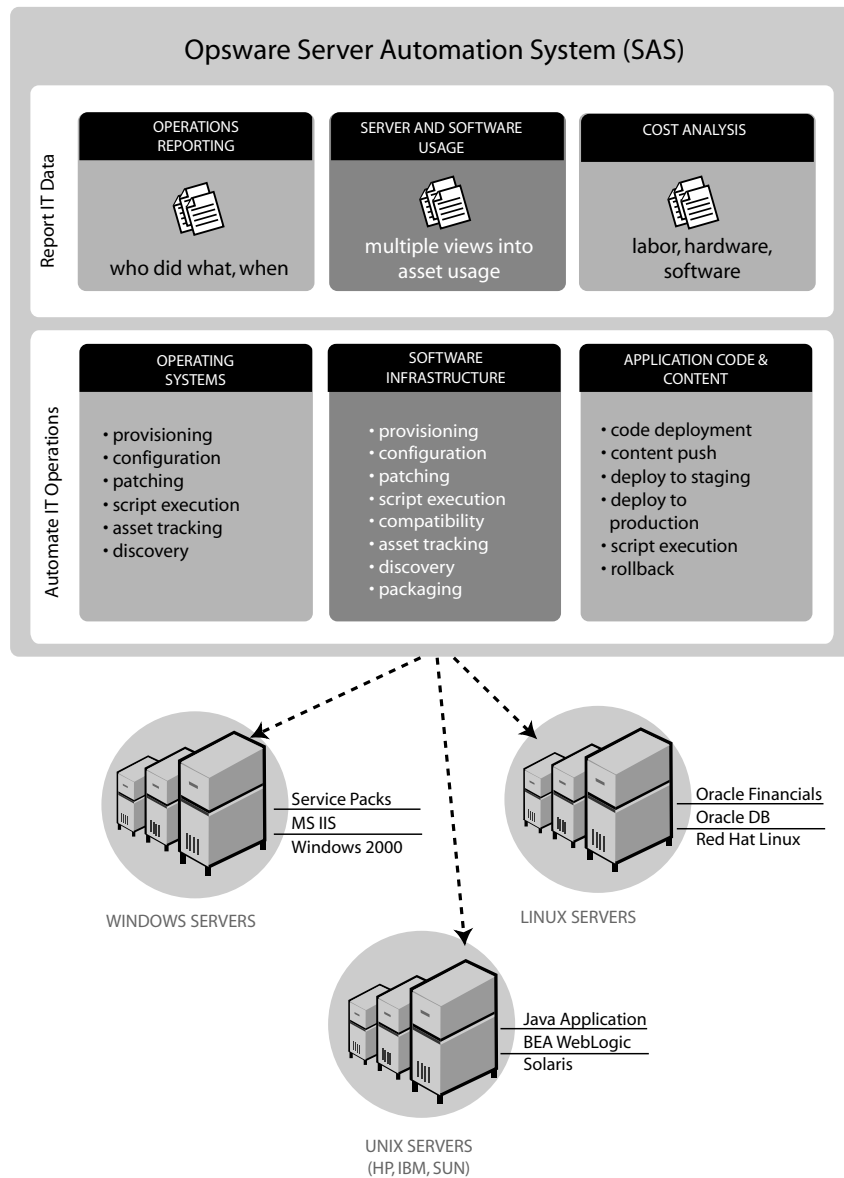 Opsware Server Automation System (SAS)
Report IT Data
OPERATIONS
REPORTING
who did what, when
SERVER AND SOFTWARE
USAGE
multiple views into
asset usage
COST ANALYSIS
labor, hardware,
software
Automate IT Operations
OPERATING
SYSTEMS
• provisioning
• configuration
• patching
• script execution
• asset tracking
• discovery
SOFTWARE
INFRASTRUCTURE
• provisioning
• configuration
• patching
• script execution
• compatibility
• asset tracking
• discovery
• packaging
APPLICATION CODE &
CONTENT
• code deployment
• content push
• deploy to staging
• deploy to
production
• script execution
• rollback
Service Packs
MS IIS
Windows 2000
WINDOWS SERVERS
Oracle Financials
Oracle DB
Red Hat Linux
LINUX SERVERS
Java Application
BEA WebLogic
Solaris
UNIX SERVERS
(HP, IBM, SUN)